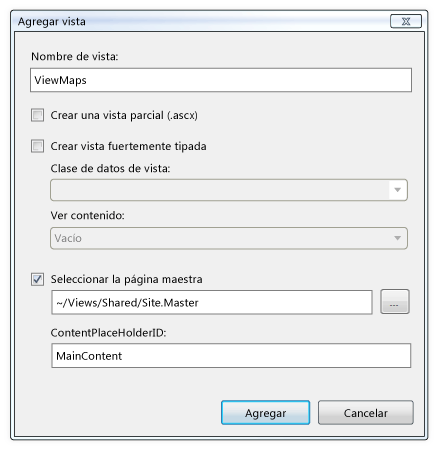 Agregar vista
Nombre de vista:
ViewMaps
Crear una vista parcial (.ascx)
Crear vista fuertemente tipada
Clase de datos de vista:
Ver contenido:
Vacío
Seleccionar la página maestra
~/Views/Shared/Site.Master
...
ContentPlaceHolderID:
MainContent
Agregar
Cancelar